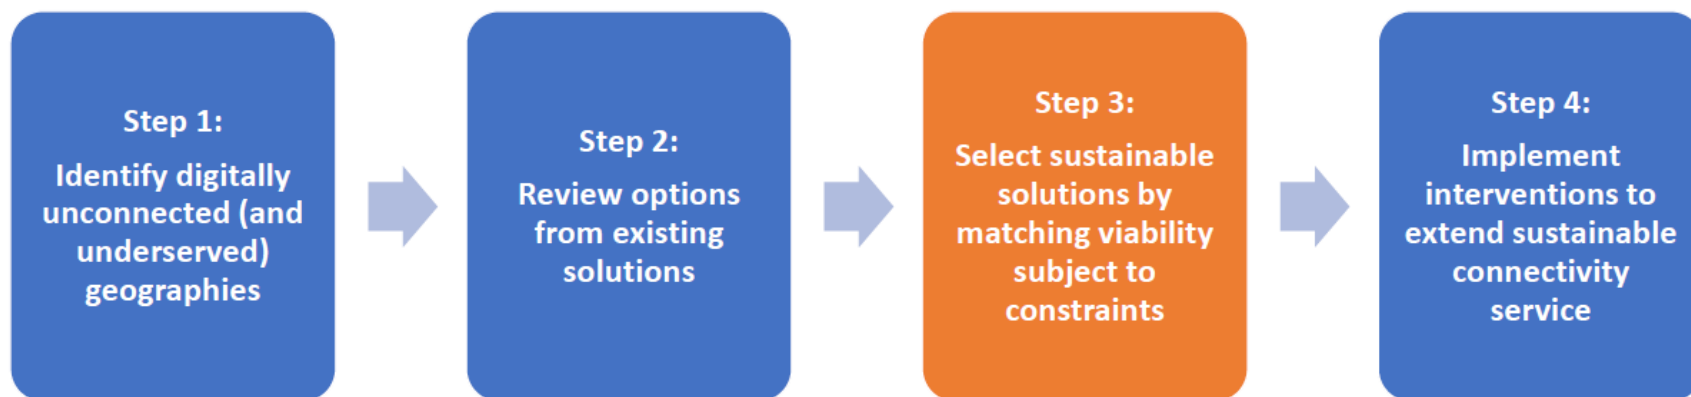 Step 1:
Identify digitally
unconnected (and
underserved)
geographies
Step 2:
Review options
from existing
solutions
Step 3:
Select sustainable
solutions by
matching viability
subject to
constraints
Step 4:
Implement
interventions to
extend sustainable
connectivity
service